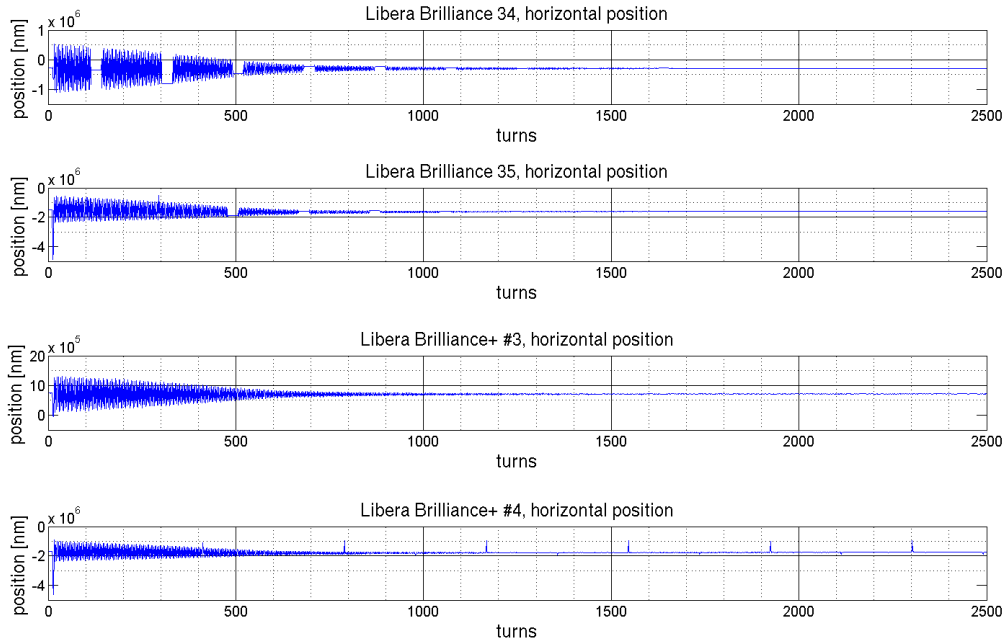 Libera Brilliance 34, horizontal position
x 10^6
position [nm]
1
0
-1
0 500 1000 1500 2000 2500
turns
Libera Brilliance 35, horizontal position
x 10^6
position [nm]
0
-2
-4
0 500 1000 1500 2000 2500
turns
Libera Brilliance+ #3, horizontal position
x 10^5
position [nm]
20
10
0
0 500 1000 1500 2000 2500
turns
Libera Brilliance+ #4, horizontal position
x 10^6
position [nm]
0
-2
-4
0 500 1000 1500 2000 2500
turns